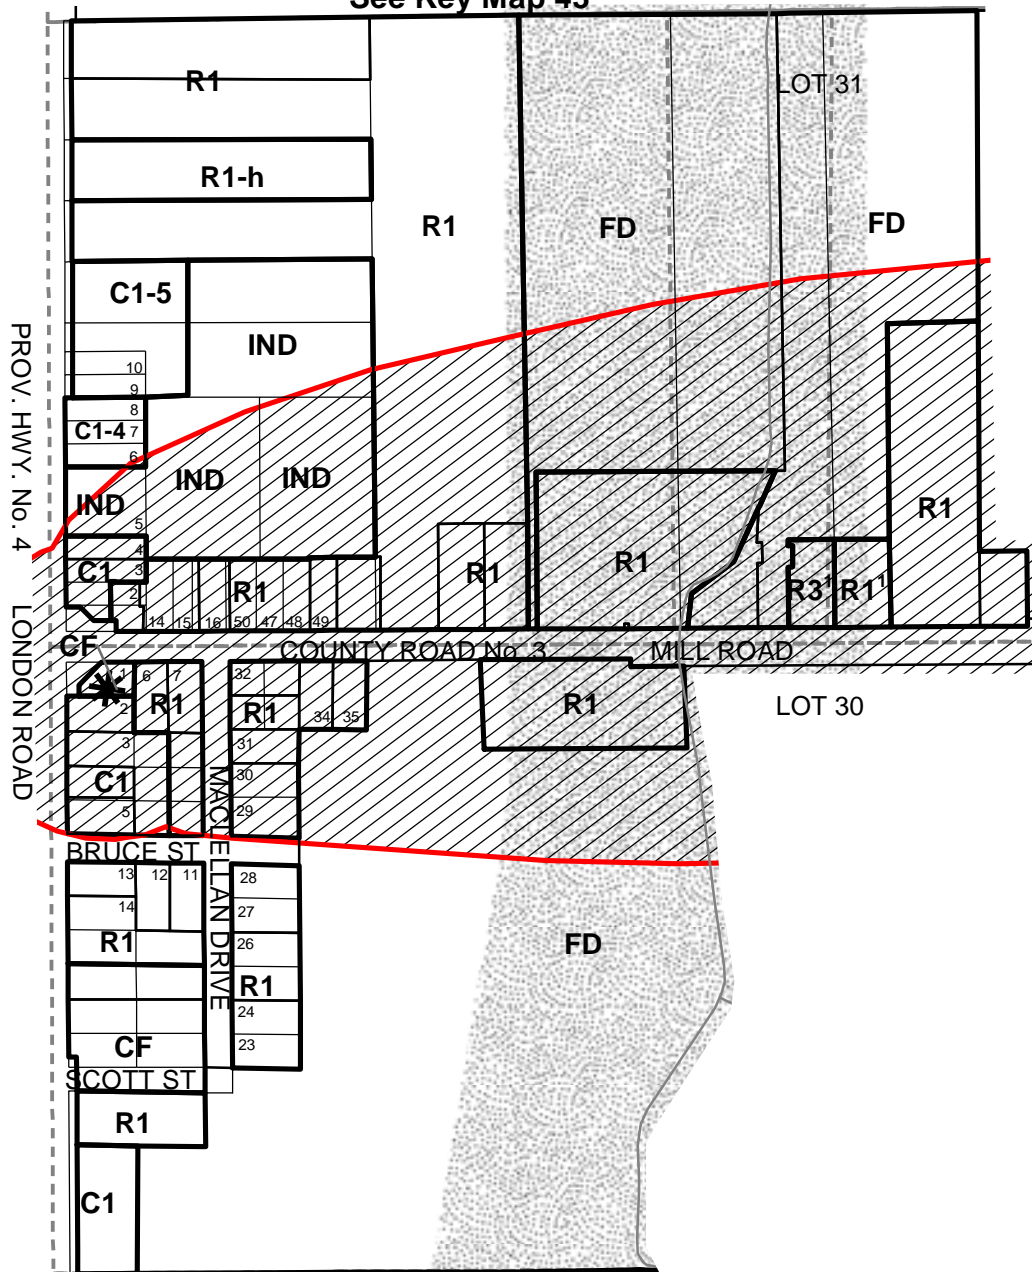 See Key Map 43
R1
LOT 31
R1-h
R1
FD
FD
C1-5
IND
10
9
8
C1-4
7
6
IND
IND
IND
5
R1
4
C1
3
R1
R1
R3¹
R1¹
2
R1
14
15
16
50
47
48
49
PROV. HWY. No. 4
LONDON ROAD
CF
COUNTY ROAD No. 3
MILL ROAD
1
6
7
32
2
R1
R1
34
35
R1
LOT 30
3
31
C1
30
5
29
MACLELLAN DRIVE
BRUCE ST
13
12
11
28
14
27
R1
26
FD
R1
24
CF
23
SCOTT ST
R1
C1